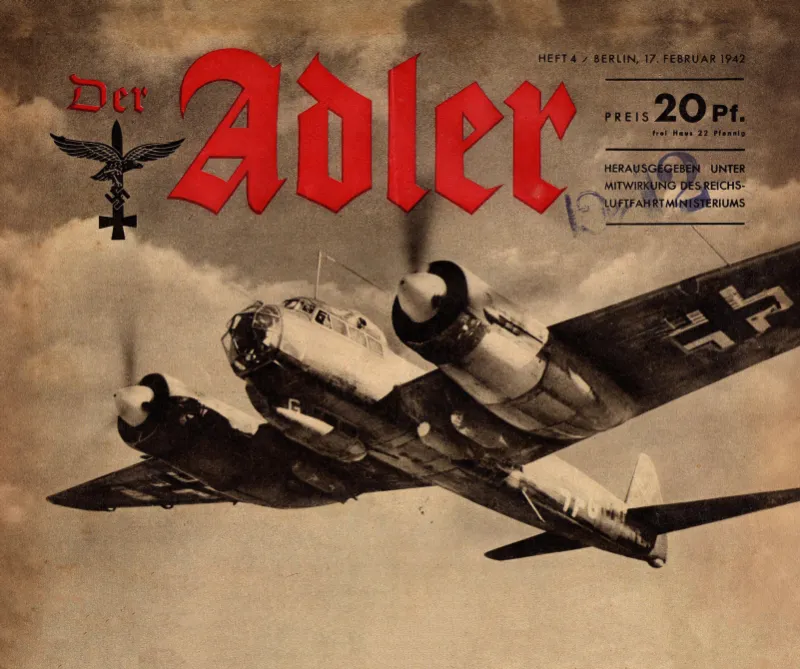 Der Adler
HEFT 4 / BERLIN, 17. FEBRUAR 1942
PREIS 20 Pf.
frei Haus 22 Pfennig
HERAUSGEGEBEN UNTER
MITWIRKUNG DES REICHS-
LUFTFAHRTMINISTERIUMS
G